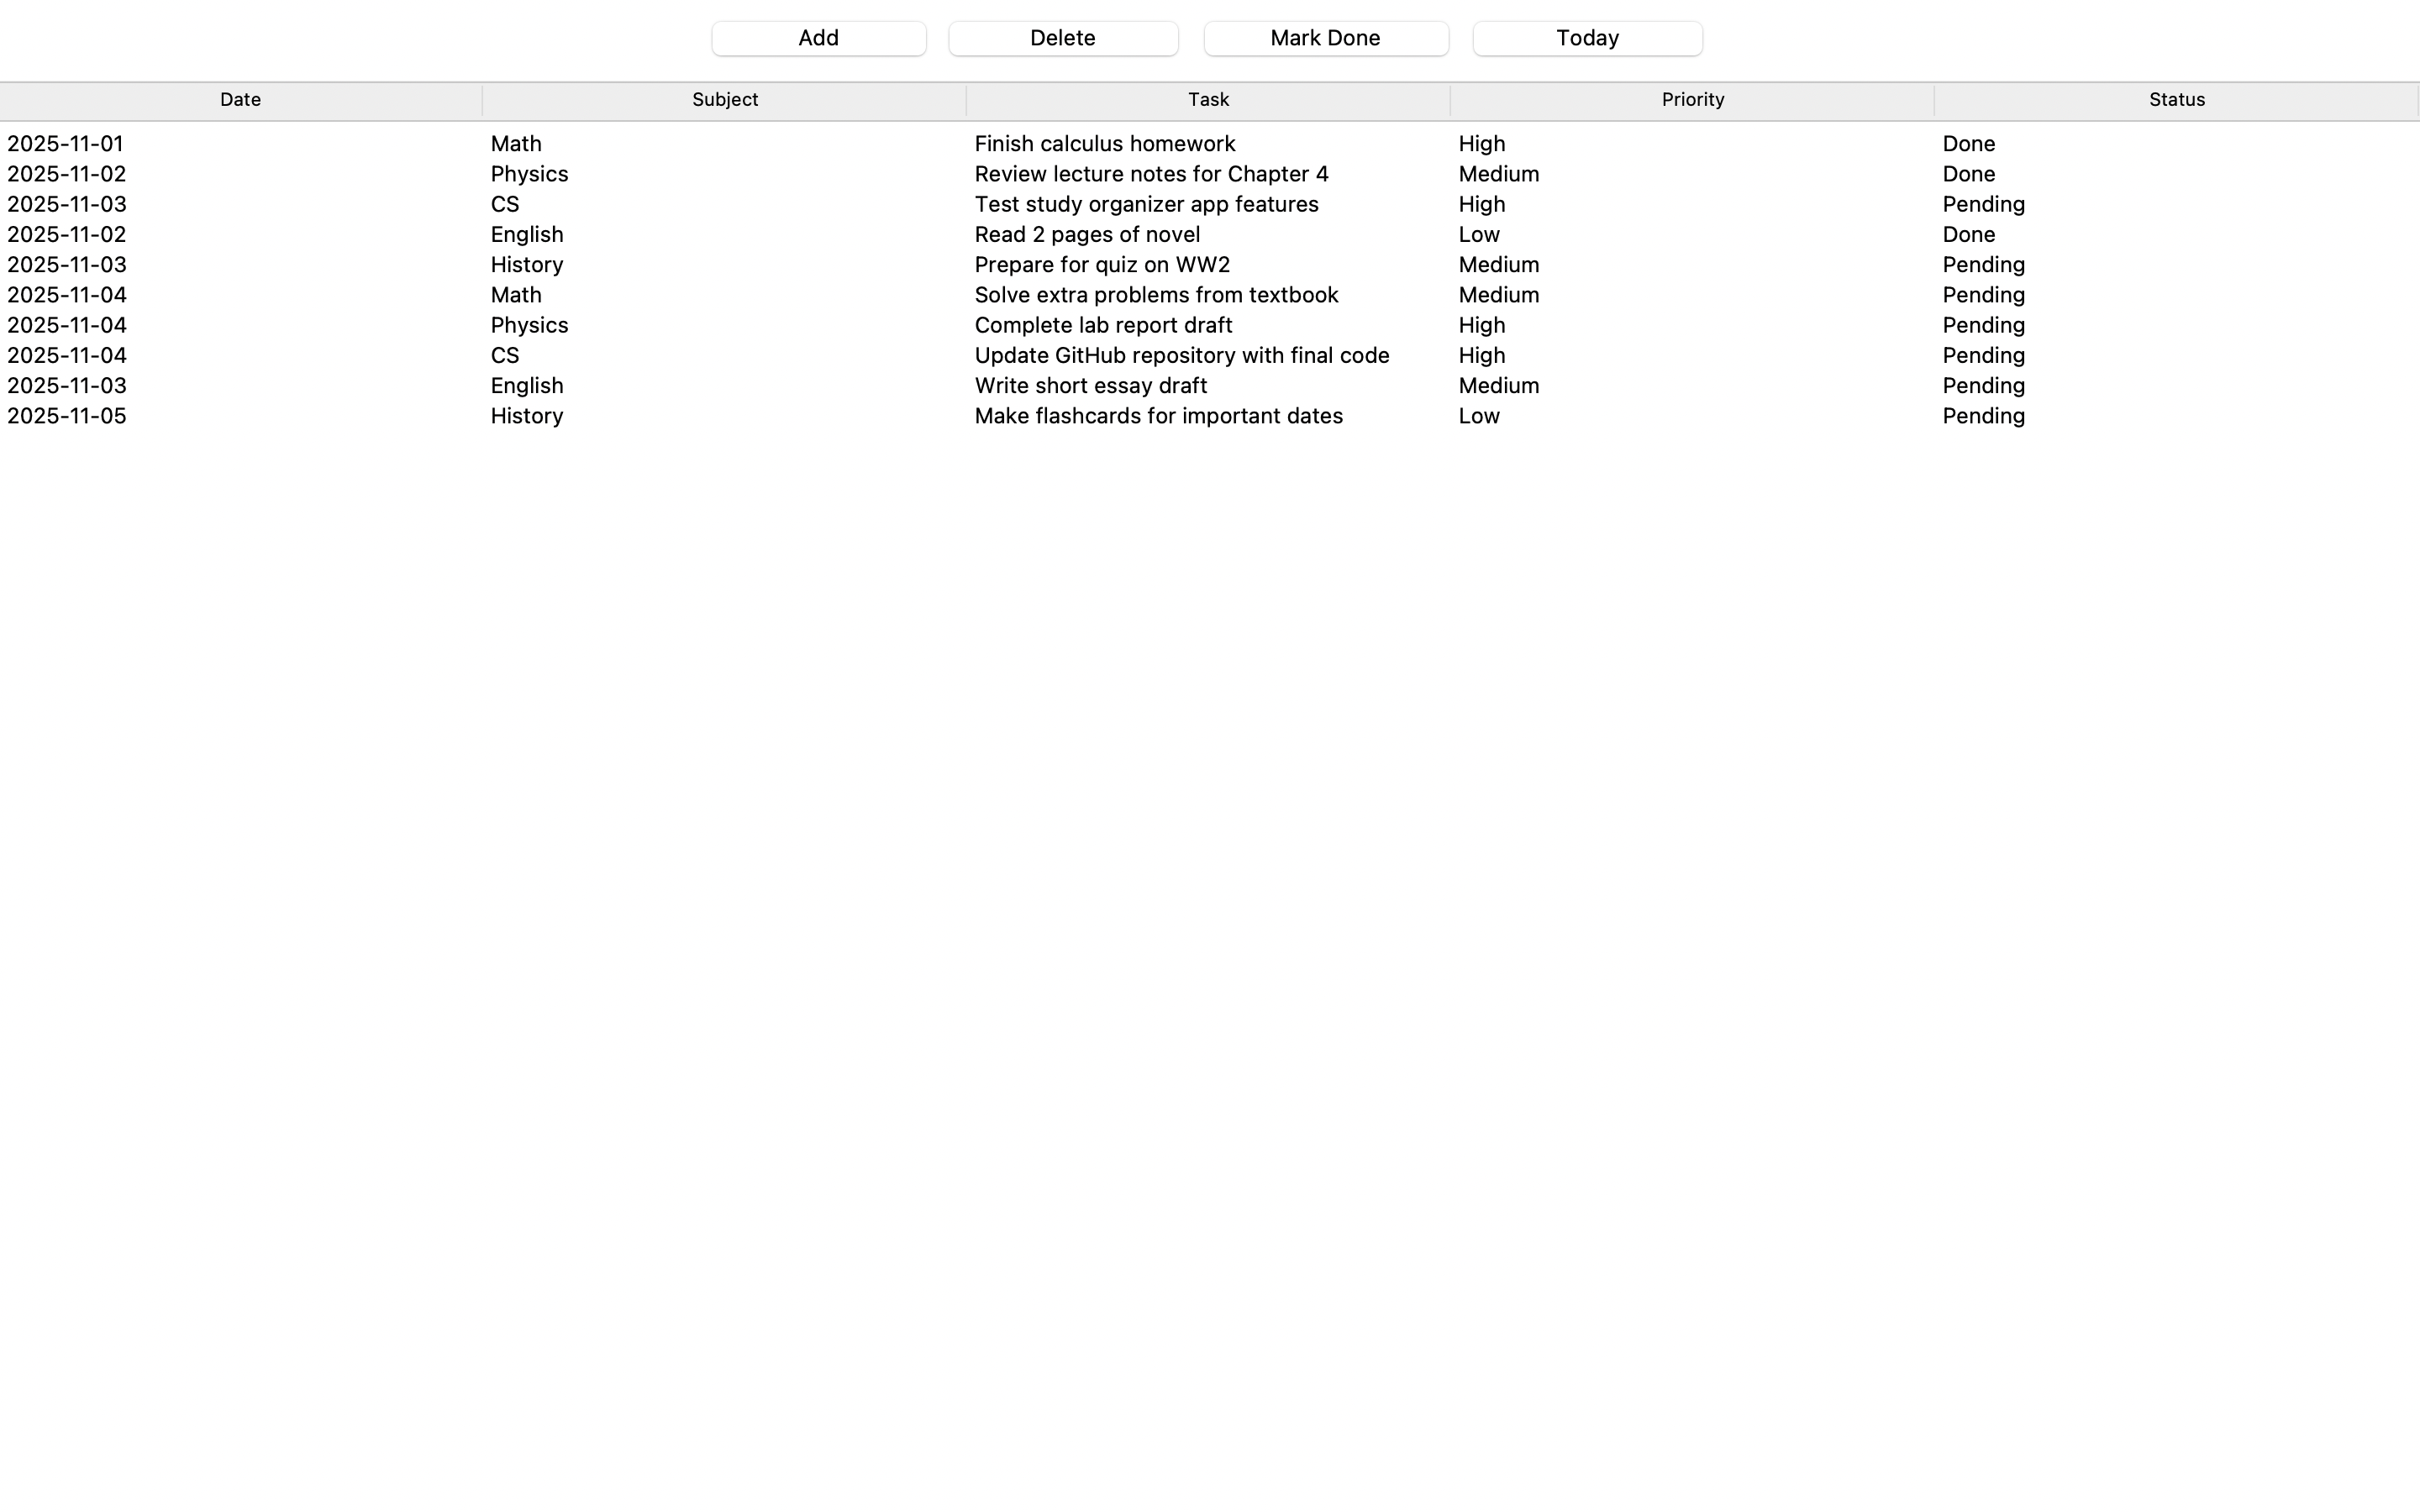 Add Delete Mark Done Today
Date Subject Task Priority Status
2025-11-01 Math Finish calculus homework High Done
2025-11-02 Physics Review lecture notes for Chapter 4 Medium Done
2025-11-03 CS Test study organizer app features High Pending
2025-11-02 English Read 2 pages of novel Low Done
2025-11-03 History Prepare for quiz on WW2 Medium Pending
2025-11-04 Math Solve extra problems from textbook Medium Pending
2025-11-04 Physics Complete lab report draft High Pending
2025-11-04 CS Update GitHub repository with final code High Pending
2025-11-03 English Write short essay draft Medium Pending
2025-11-05 History Make flashcards for important dates Low Pending